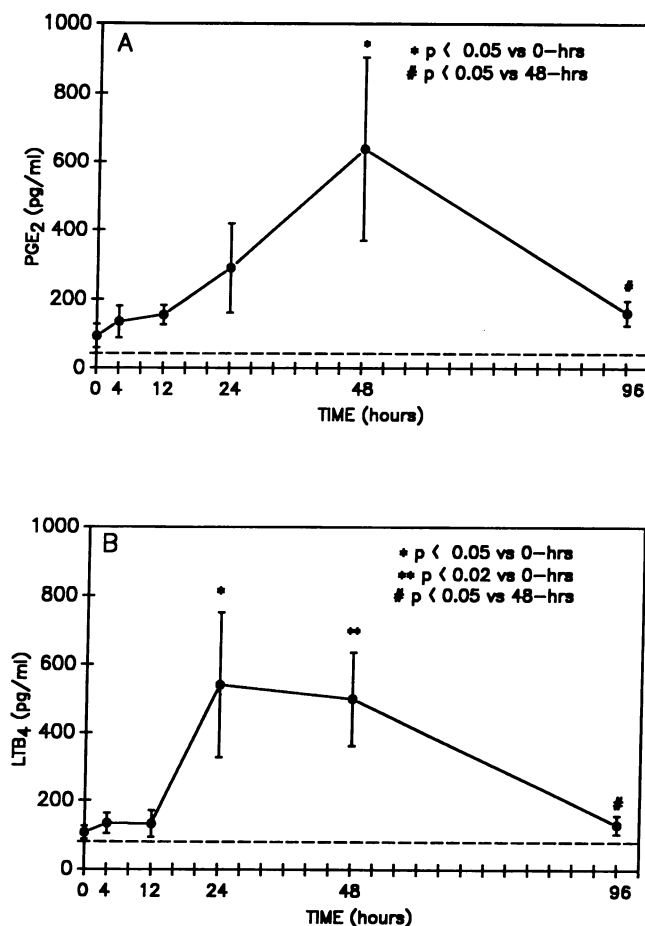 A
* p < 0.05 vs 0-hrs
# p < 0.05 vs 48-hrs
*
#
1000
800
600
400
200
0
PGE2 (pg/ml)
0 4 12 24 48 96
TIME (hours)
B
* p < 0.05 vs 0-hrs
** p < 0.02 vs 0-hrs
# p < 0.05 vs 48-hrs
*
**
#
1000
800
600
400
200
0
LTB4 (pg/ml)
0 4 12 24 48 96
TIME (hours)